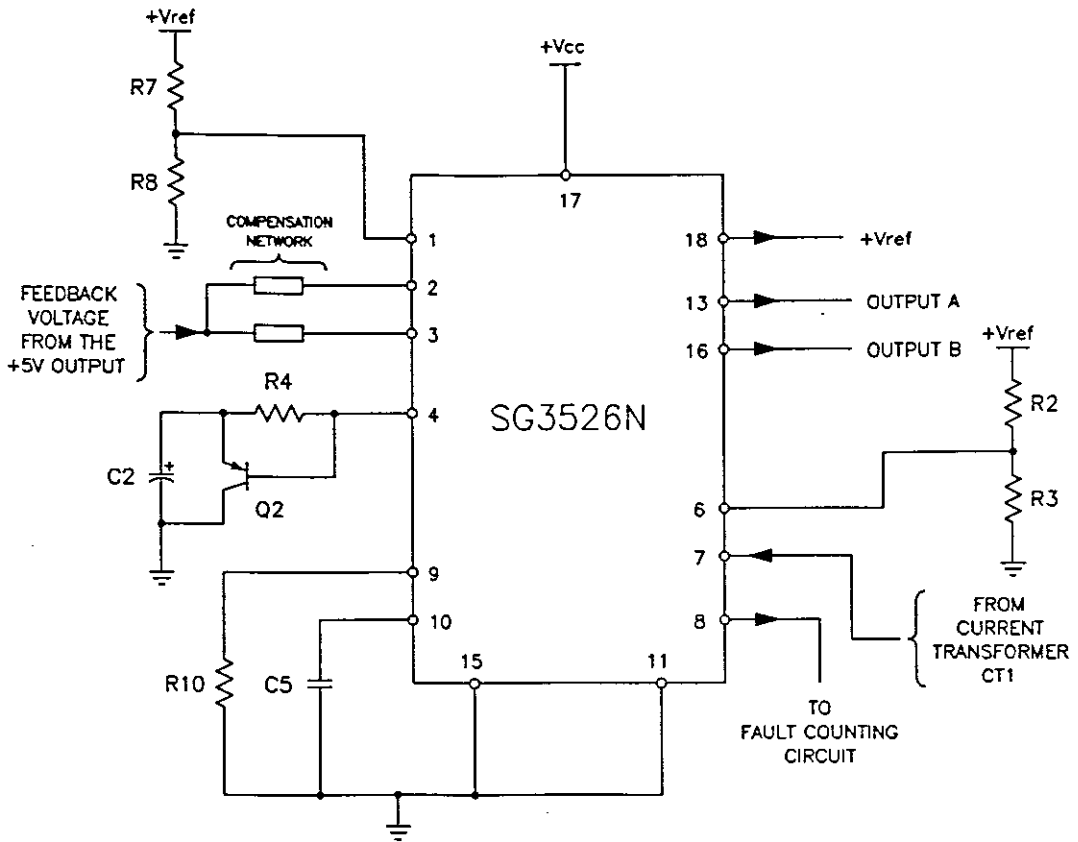 +Vref
R7
R8
+Vcc
17
COMPENSATION
NETWORK
FEEDBACK
VOLTAGE
FROM THE
+5V OUTPUT
1
2
3
R4
4
C2
Q2
9
10
R10
C5
15
11
SG3526N
18
+Vref
13
OUTPUT A
16
OUTPUT B
+Vref
R2
R3
6
7
8
FROM
CURRENT
TRANSFORMER
CT1
TO
FAULT COUNTING
CIRCUIT